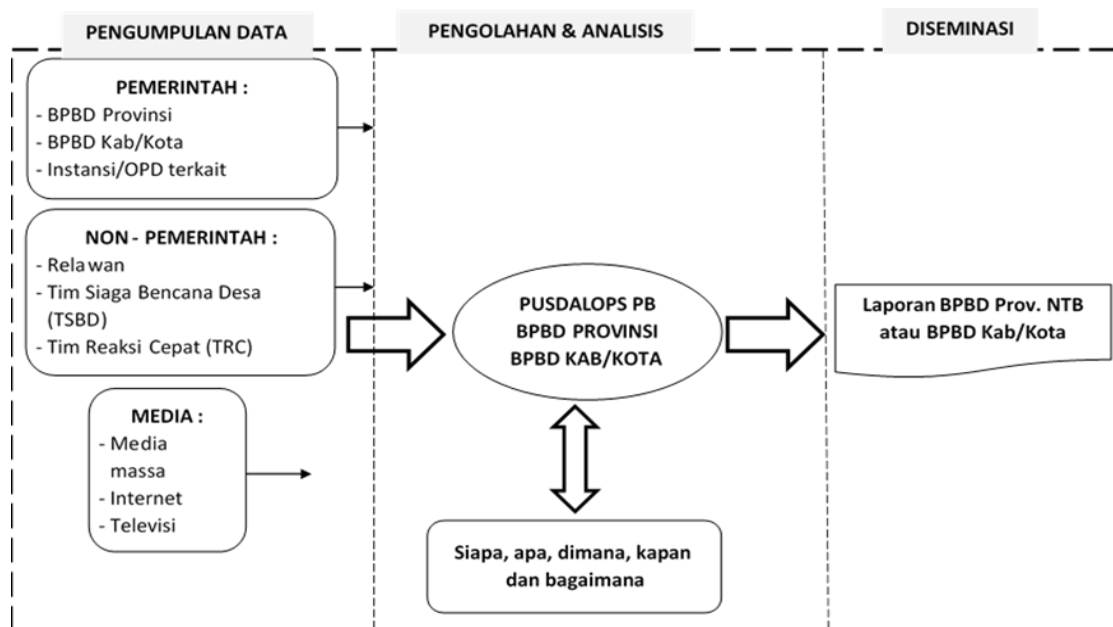 PENGUMPULAN DATA
PEMERINTAH :
- BPBD Provinsi
- BPBD Kab/Kota
- Instansi/OPD terkait
NON - PEMERINTAH :
- Relawan
- Tim Siaga Bencana Desa
(TSBD)
- Tim Reaksi Cepat (TRC)
MEDIA :
- Media
massa
- Internet
- Televisi
PENGOLAHAN & ANALISIS
PUSDALOPS PB
BPBD PROVINSI
BPBD KAB/KOTA
Siapa, apa, dimana, kapan
dan bagaimana
DISEMINASI
Laporan BPBD Prov. NTB
atau BPBD Kab/Kota